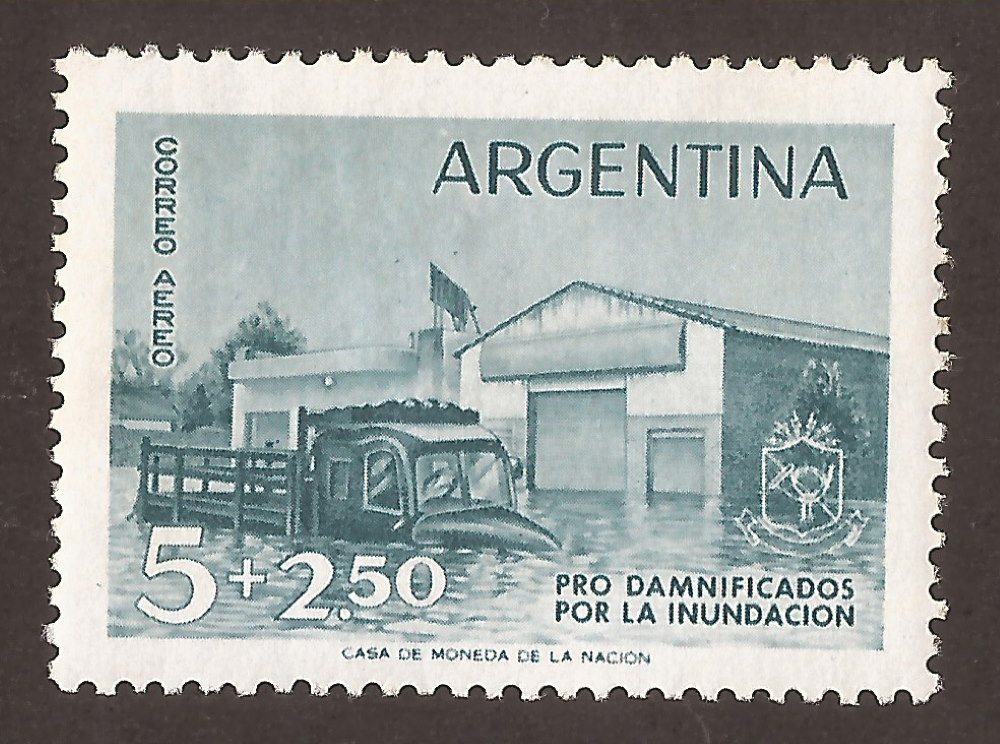 ARGENTINA
CORREO AEREO
5+2.50
PRO DAMNIFICADOS
POR LA INUNDACION
CASA DE MONEDA DE LA NACION